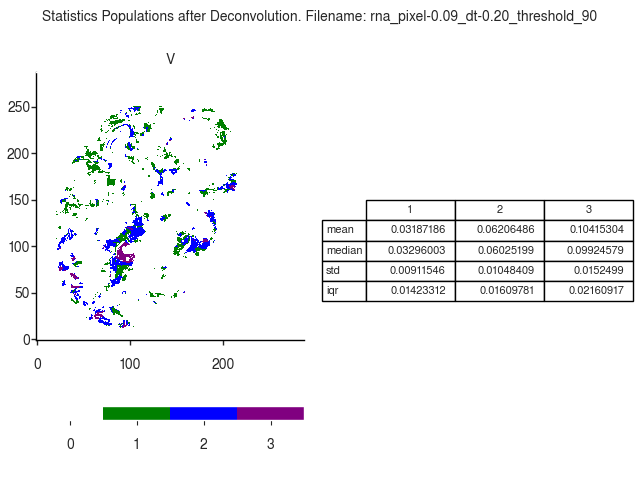 Statistics Populations after Deconvolution. Filename: rna_pixel-0.09_dt-0.20_threshold_90
V
250
200
150
100
50
0
0 100 200
1 2 3
mean 0.03187186 0.06206486 0.10415304
median 0.03296003 0.06025199 0.09924579
std 0.00911546 0.01048409 0.0152499
iqr 0.01423312 0.01609781 0.02160917
0 1 2 3